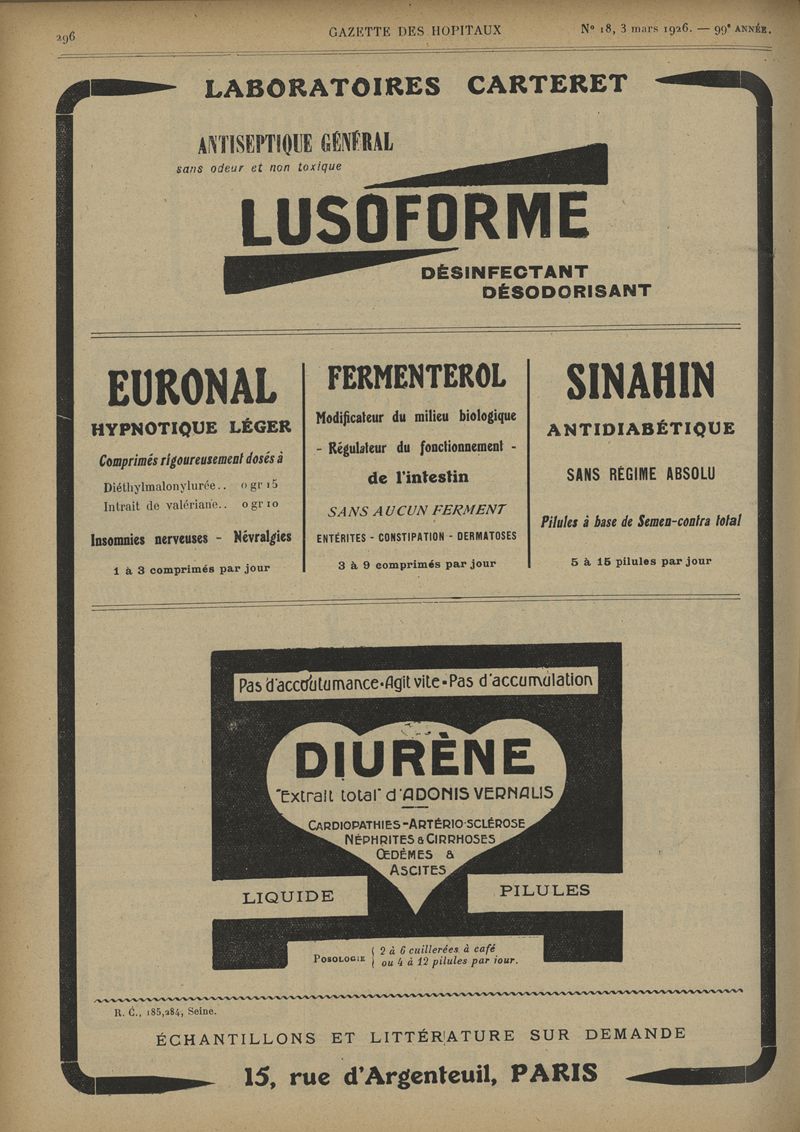 296
GAZETTE DES HOPITAUX
N° 18, 3 mars 1926. — 99e ANNÉE.
LABORATOIRES CARTERET
ANTISEPTIQUE GÉNÉRAL
sans odeur et non toxique
LUSOFORME
DÉSINFECTANT
DÉSODORISANT
EURONAL
HYPNOTIQUE LÉGER
Comprimés rigoureusement dosés à
Diéthylmalonylurée.. 0 gr 15
Intrait de valériane.. 0 gr 10
Insomnies nerveuses - Névralgies
1 à 3 comprimés par jour
FERMENTEROL
Modificateur du milieu biologique
- Régulateur du fonctionnement -
de l'intestin
SANS AUCUN FERMENT
ENTÉRITES - CONSTIPATION - DERMATOSES
3 à 9 comprimés par jour
SINAHIN
ANTIDIABÉTIQUE
SANS RÉGIME ABSOLU
Pilules à base de Semen-contra total
5 à 15 pilules par jour
Pas d'accoutumance•Agit vite•Pas d'accumulation
DIURÈNE
"Extrait total" d'ADONIS VERNALIS
CARDIOPATHIES-ARTÉRIO-SCLÉROSE
NÉPHRITES & CIRRHOSES
ŒDÈMES &
ASCITES
LIQUIDE
PILULES
POSOLOGIE { 2 à 6 cuillerées à café
ou 4 à 12 pilules par jour.
R. C., 185,284, Seine.
ÉCHANTILLONS ET LITTÉRATURE SUR DEMANDE
15, rue d'Argenteuil, PARIS